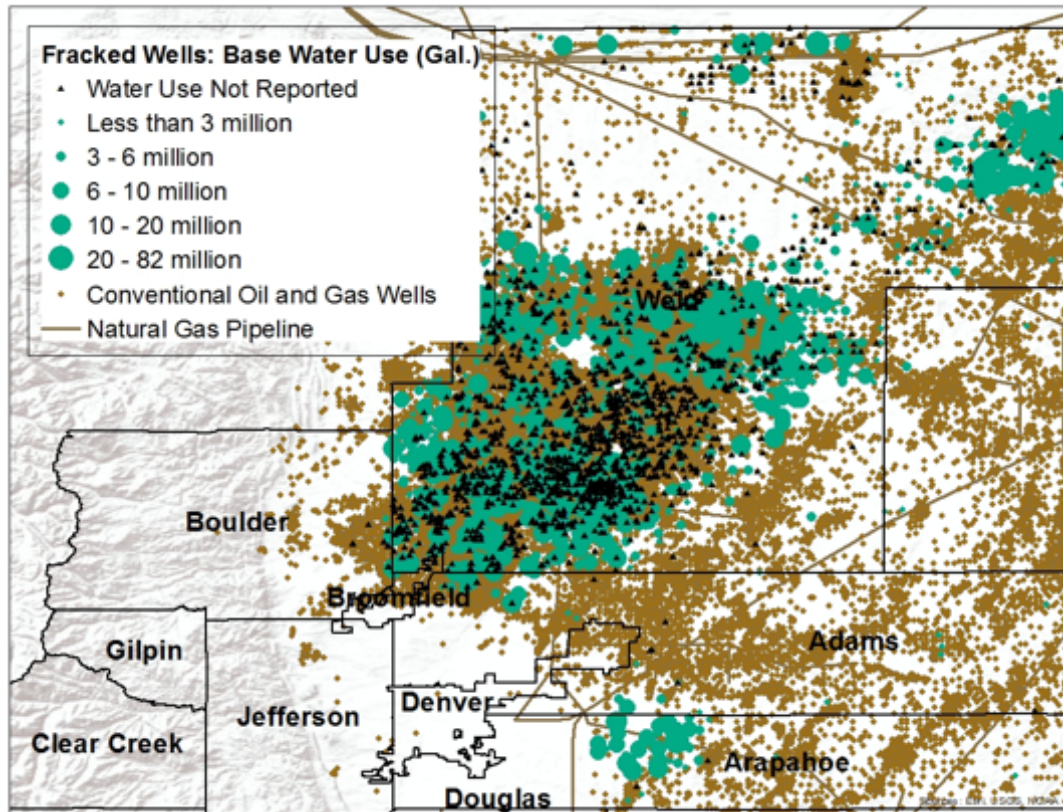 Fracked Wells: Base Water Use (Gal.)
Water Use Not Reported
Less than 3 million
3 - 6 million
6 - 10 million
10 - 20 million
20 - 82 million
Conventional Oil and Gas Wells
Natural Gas Pipeline
Weld
Boulder
Broomfield
Gilpin
Adams
Jefferson
Denver
Clear Creek
Arapahoe
Douglas